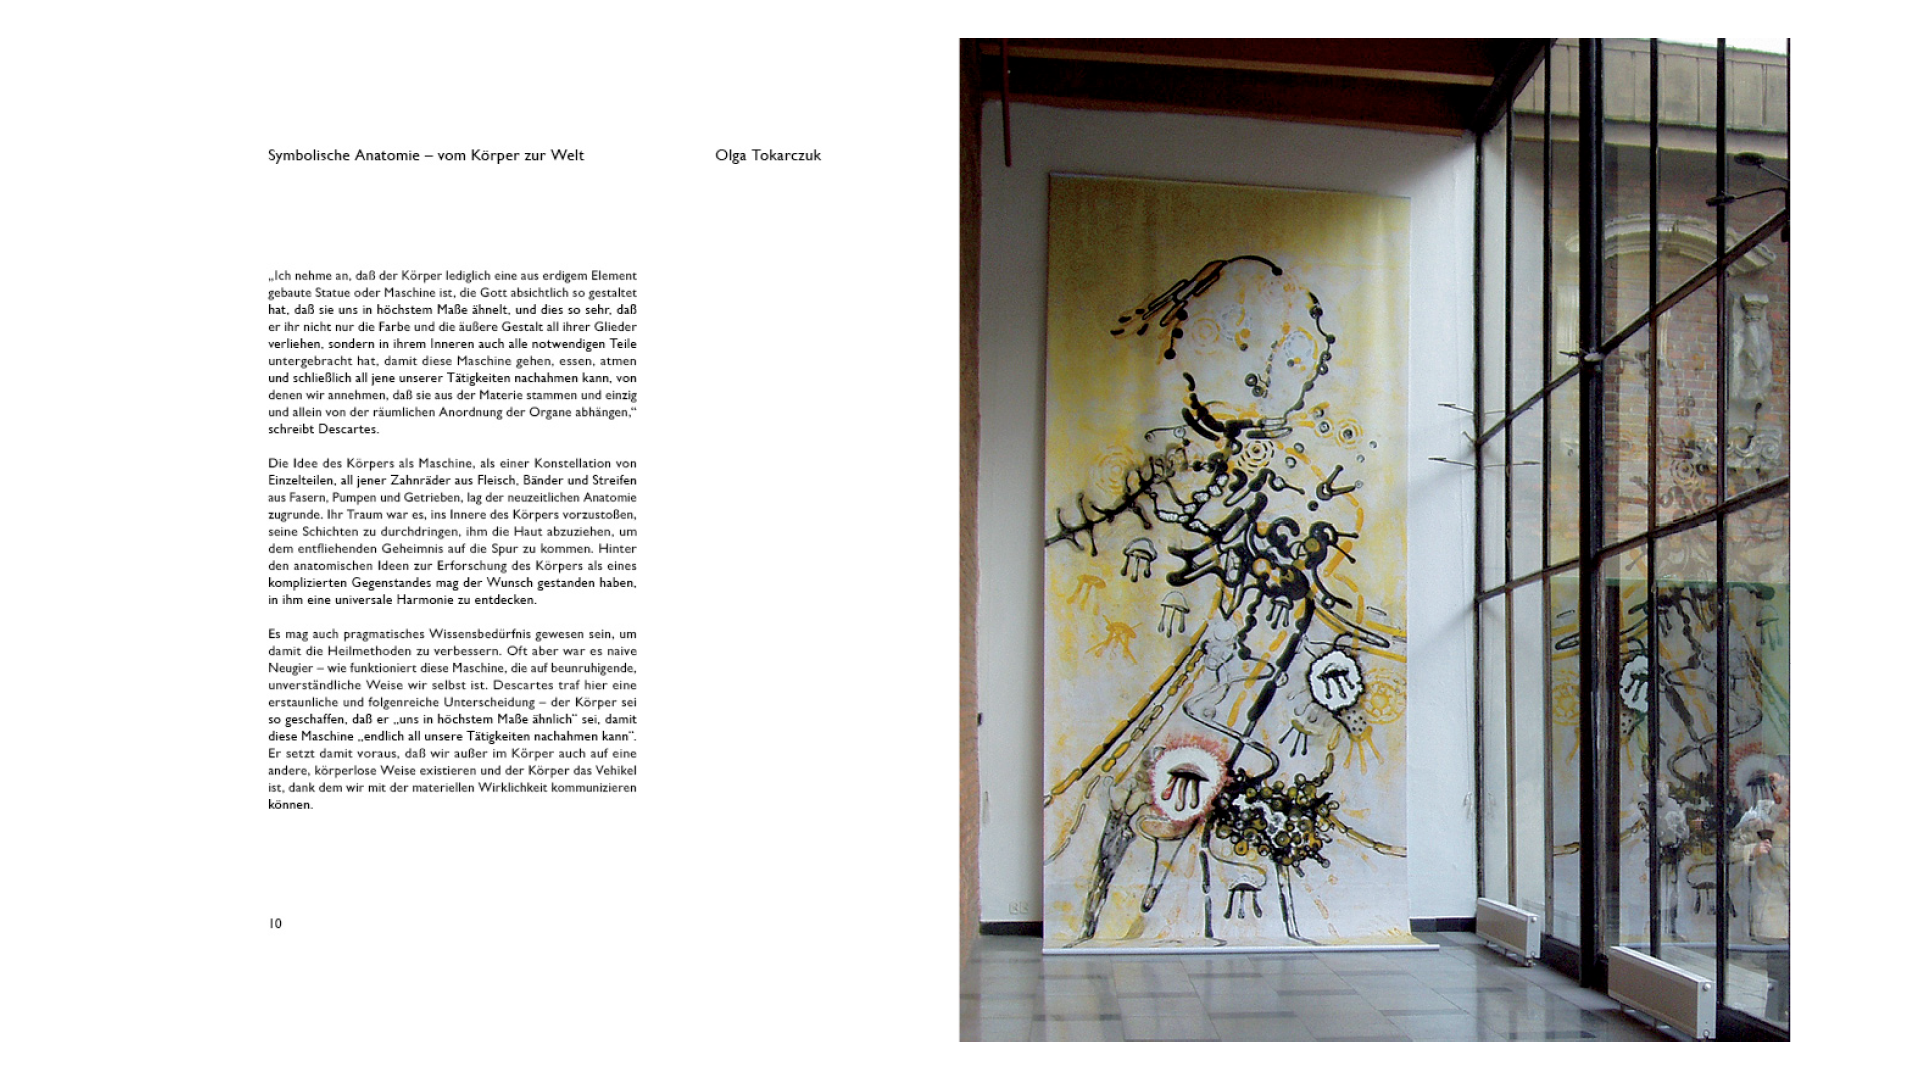 Symbolische Anatomie – vom Körper zur Welt
Olga Tokarczuk
„Ich nehme an, daß der Körper lediglich eine aus erdigem Element
gebaute Statue oder Maschine ist, die Gott absichtlich so gestaltet
hat, daß sie uns in höchstem Maße ähnelt, und dies so sehr, daß
er ihr nicht nur die Farbe und die äußere Gestalt all ihrer Glieder
verliehen, sondern in ihrem Inneren auch alle notwendigen Teile
untergebracht hat, damit diese Maschine gehen, essen, atmen
und schließlich all jene unserer Tätigkeiten nachahmen kann, von
denen wir annehmen, daß sie aus der Materie stammen und einzig
und allein von der räumlichen Anordnung der Organe abhängen,“
schreibt Descartes.
Die Idee des Körpers als Maschine, als einer Konstellation von
Einzelteilen, all jener Zahnräder aus Fleisch, Bänder und Streifen
aus Fasern, Pumpen und Getrieben, lag der neuzeitlichen Anatomie
zugrunde. Ihr Traum war es, ins Innere des Körpers vorzustoßen,
seine Schichten zu durchdringen, ihm die Haut abzuziehen, um
dem entfliehenden Geheimnis auf die Spur zu kommen. Hinter
den anatomischen Ideen zur Erforschung des Körpers als eines
komplizierten Gegenstandes mag der Wunsch gestanden haben,
in ihm eine universale Harmonie zu entdecken.
Es mag auch pragmatisches Wissensbedürfnis gewesen sein, um
damit die Heilmethoden zu verbessern. Oft aber war es naive
Neugier – wie funktioniert diese Maschine, die auf beunruhigende,
unverständliche Weise wir selbst ist. Descartes traf hier eine
erstaunliche und folgenreiche Unterscheidung – der Körper sei
so geschaffen, daß er „uns in höchstem Maße ähnlich“ sei, damit
diese Maschine „endlich all unsere Tätigkeiten nachahmen kann“.
Er setzt damit voraus, daß wir außer im Körper auch auf eine
andere, körperlose Weise existieren und der Körper das Vehikel
ist, dank dem wir mit der materiellen Wirklichkeit kommunizieren
können.
10